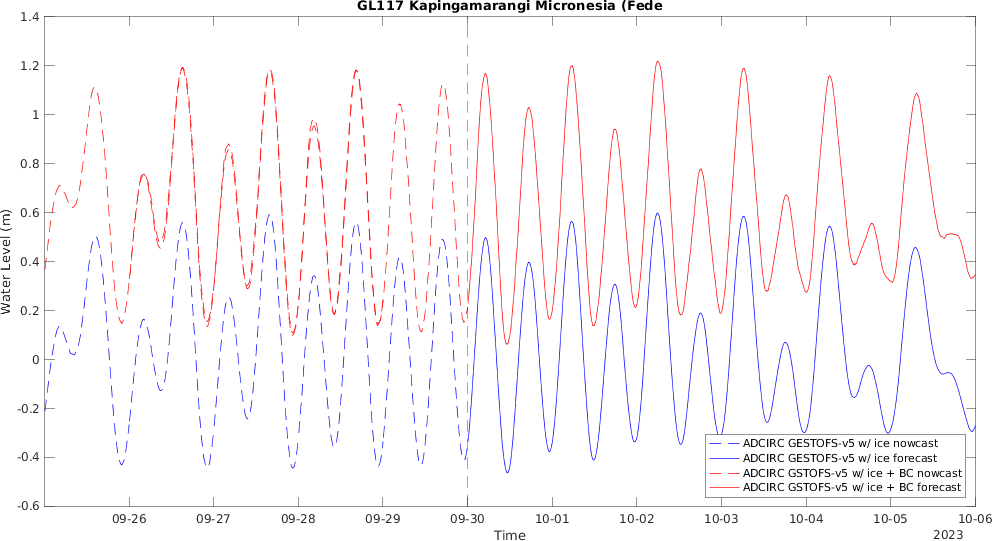 GL117 Kapingamarangi Micronesia (Fede
1.4
1.2
1
0.8
0.6
0.4
0.2
0
-0.2
-0.4
-0.6
Water Level (m)
ADCIRC GESTOFS-v5 w/ ice nowcast
ADCIRC GESTOFS-v5 w/ ice forecast
ADCIRC GSTOFS-v5 w/ ice + BC nowcast
ADCIRC GSTOFS-v5 w/ ice + BC forecast
09-26 09-27 09-28 09-29 09-30 10-01 10-02 10-03 10-04 10-05 10-06
Time
2023